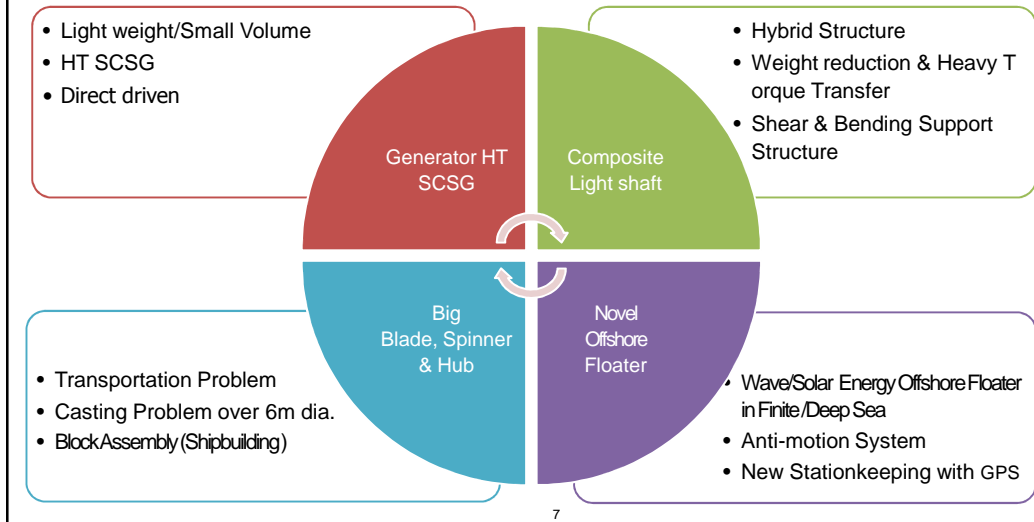 • Light weight/Small Volume
• HT SCSG
• Direct driven
• Hybrid Structure
• Weight reduction & Heavy T
orque Transfer
• Shear & Bending Support
Structure
Generator HT
SCSG
Composite
Light shaft
Big
Blade, Spinner
& Hub
Novel
Offshore
Floater
• Transportation Problem
• Casting Problem over 6m dia.
• Block Assembly (Shipbuilding)
• Wave/Solar Energy Offshore Floater
in Finite /Deep Sea
• Anti-motion System
• New Stationkeeping with GPS
7